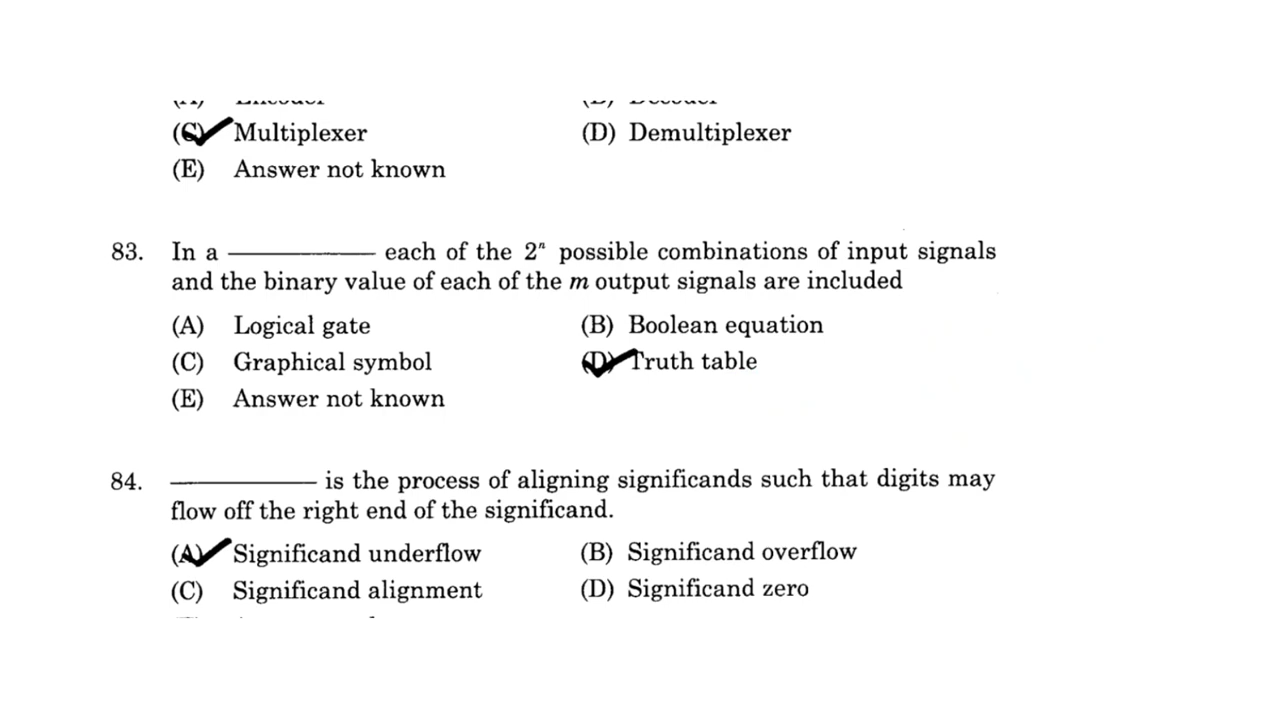 (C) Multiplexer (D) Demultiplexer
(E) Answer not known
83. In a ———— each of the 2ⁿ possible combinations of input signals
and the binary value of each of the m output signals are included
(A) Logical gate (B) Boolean equation
(C) Graphical symbol (D) Truth table
(E) Answer not known
84. ———— is the process of aligning significands such that digits may
flow off the right end of the significand.
(A) Significand underflow (B) Significand overflow
(C) Significand alignment (D) Significand zero